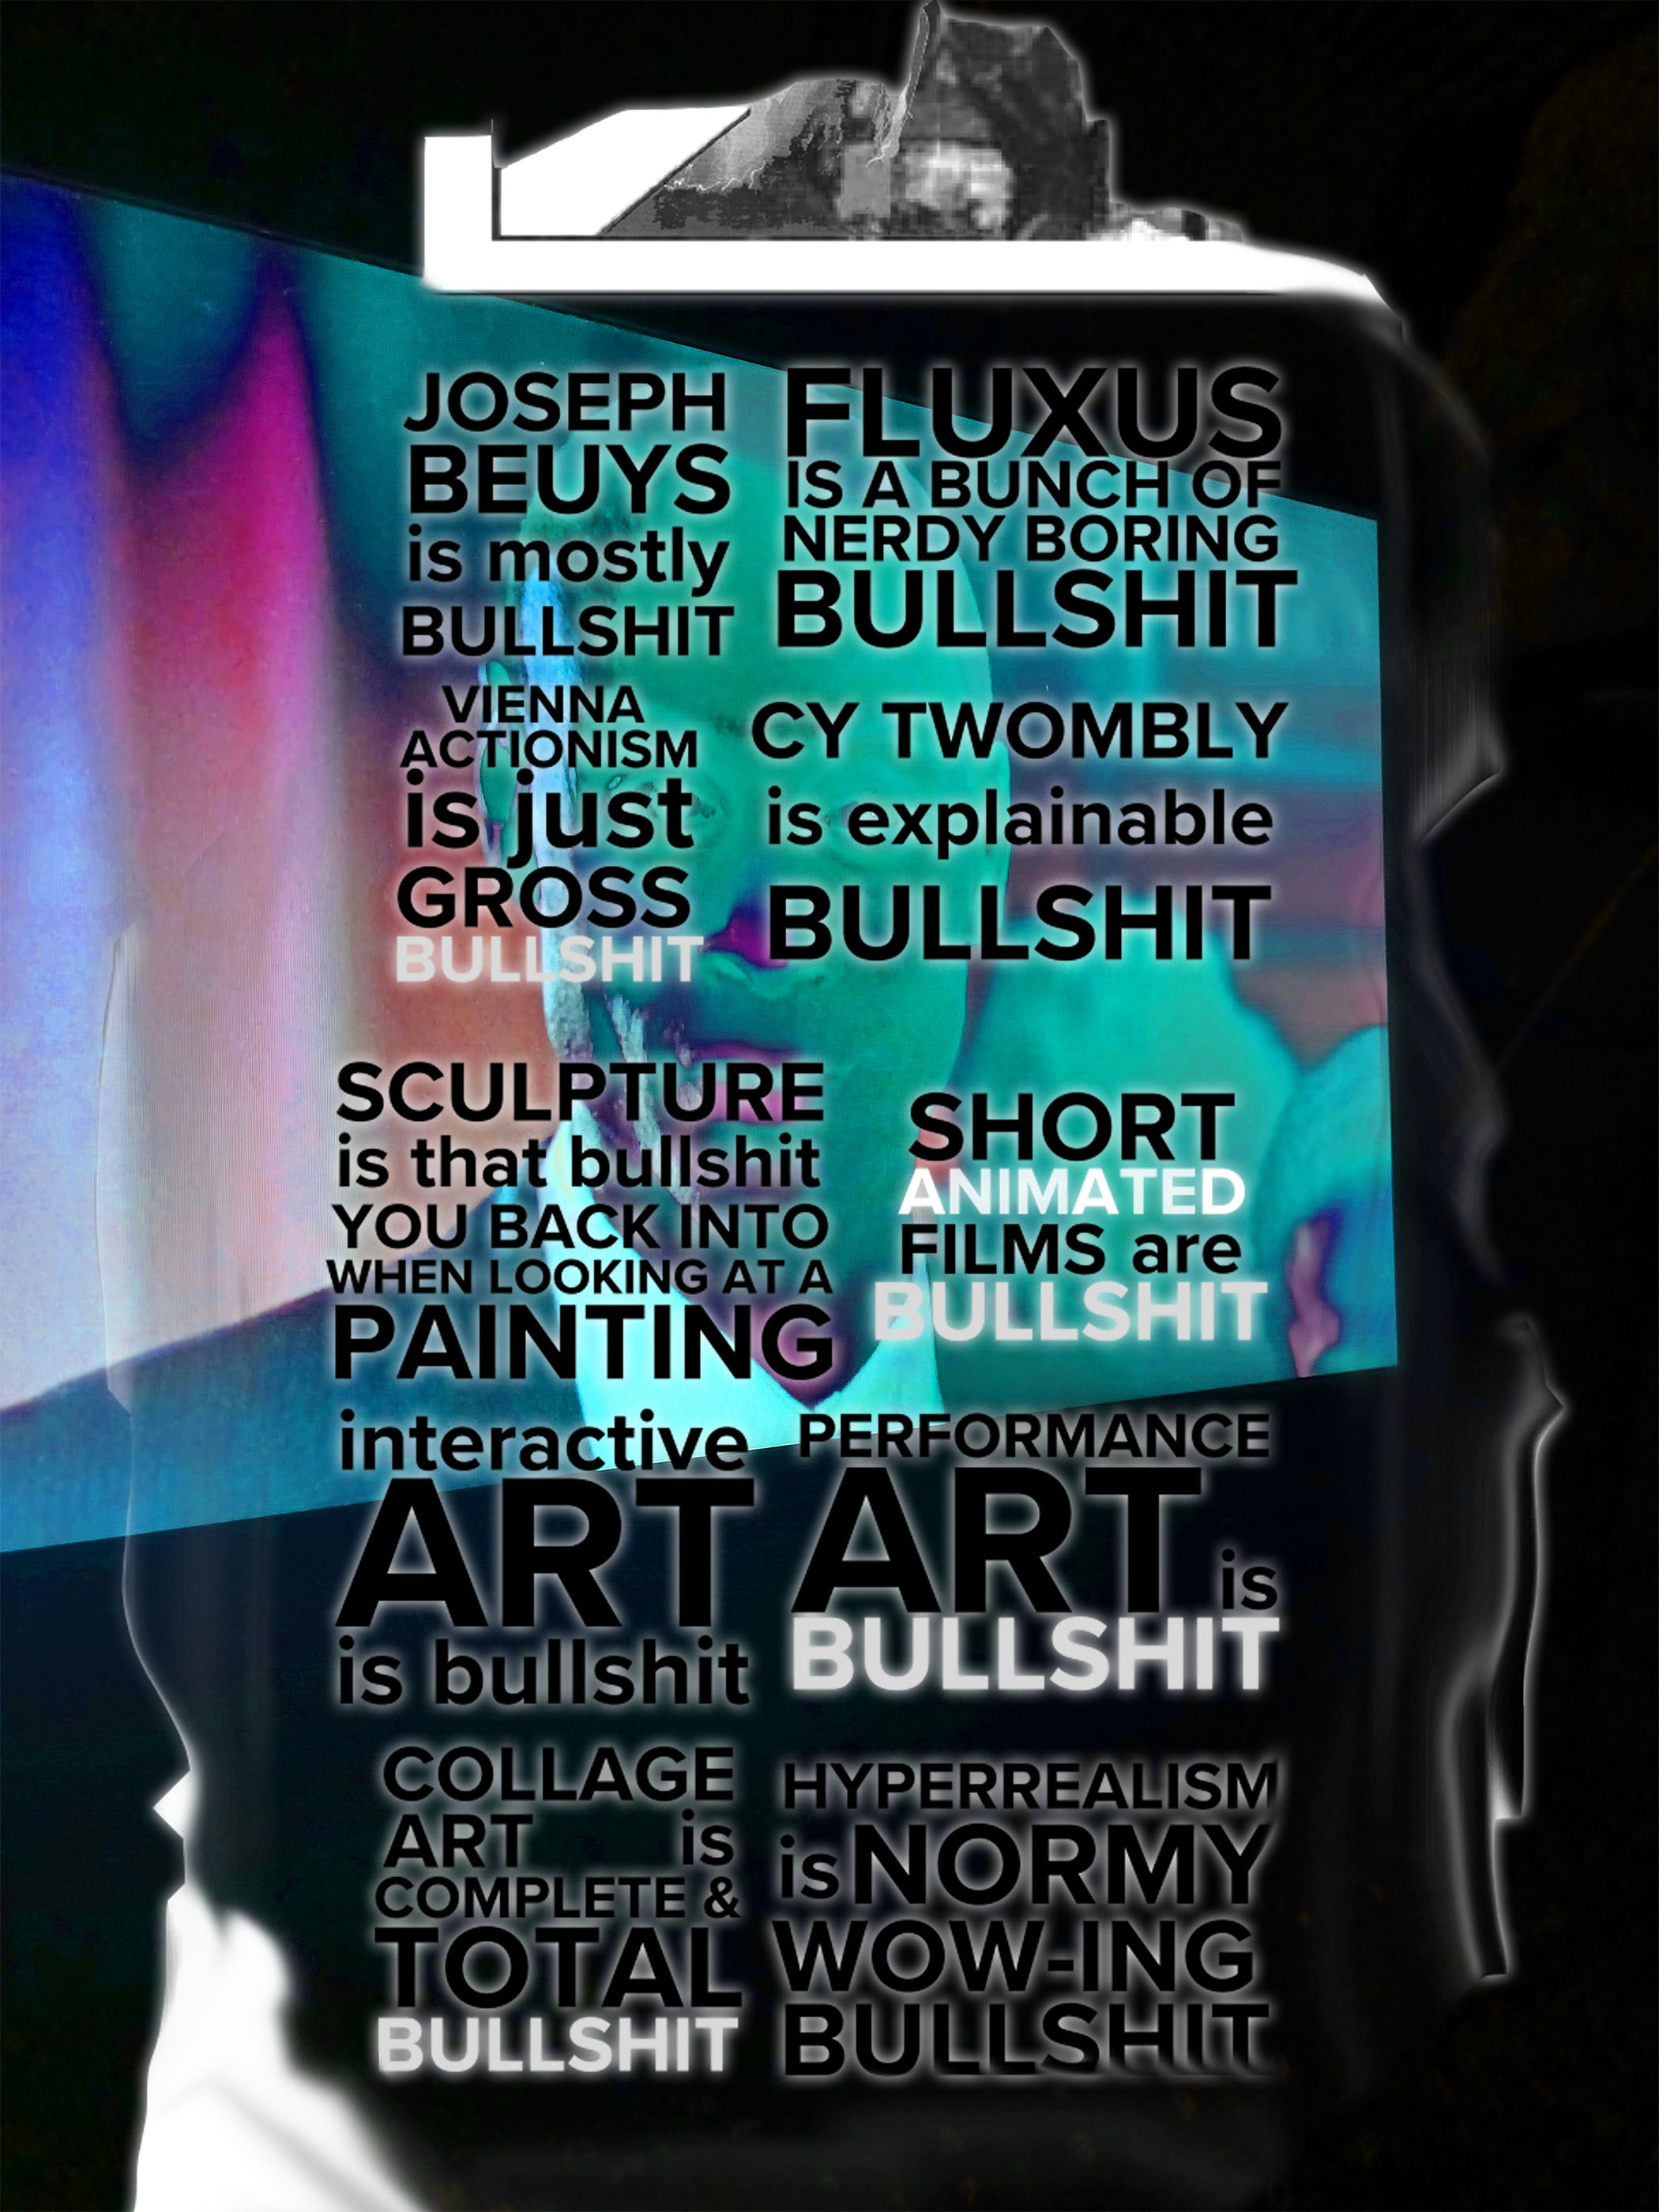 JOSEPH
BEUYS
is mostly
BULLSHIT
FLUXUS
IS A BUNCH OF
NERDY BORING
BULLSHIT
VIENNA
ACTIONISM
is just
GROSS
BULLSHIT
CY TWOMBLY
is explainable
BULLSHIT
SCULPTURE
is that bullshit
YOU BACK INTO
WHEN LOOKING AT A
PAINTING
SHORT
ANIMATED
FILMS are
BULLSHIT
interactive
ART
is bullshit
PERFORMANCE
ART is
BULLSHIT
COLLAGE
ART is
COMPLETE &
TOTAL
BULLSHIT
HYPERREALISM
is NORMY
WOW-ING
BULLSHIT